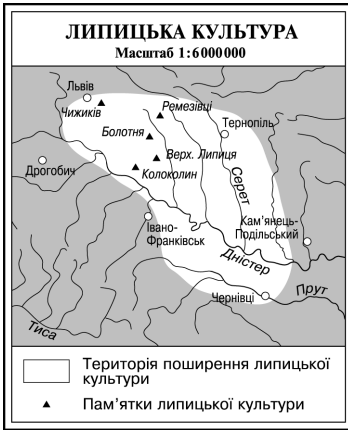 ЛИПИЦЬКА КУЛЬТУРА
Масштаб 1:6000000
Львів
Чижиків
Ремезівці
Болотня
Тернопіль
Верх. Липиця
Дрогобич
Колоколин
Серет
Івано-
Франківськ
Кам'янець-
Подільський
Дністер
Прут
Чернівці
Тиса
Територія поширення липицької
культури
Пам'ятки липицької культури